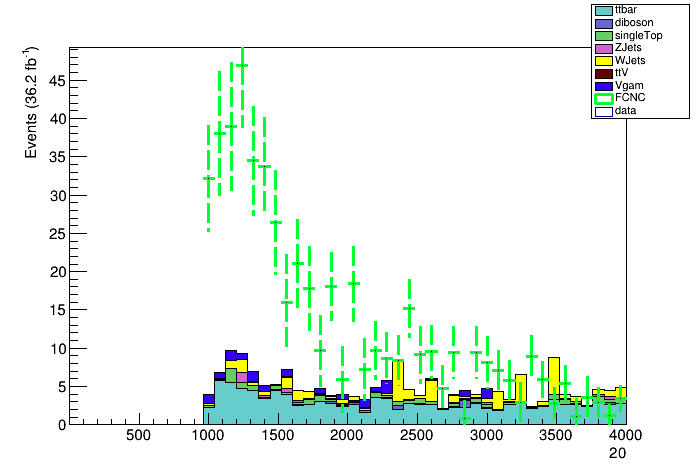 ttbar
diboson
singleTop
ZJets
WJets
ttV
Vgam
FCNC
data
Events (36.2 fb⁻¹)
45
40
35
30
25
20
15
10
5
0
500 1000 1500 2000 2500 3000 3500 4000
20